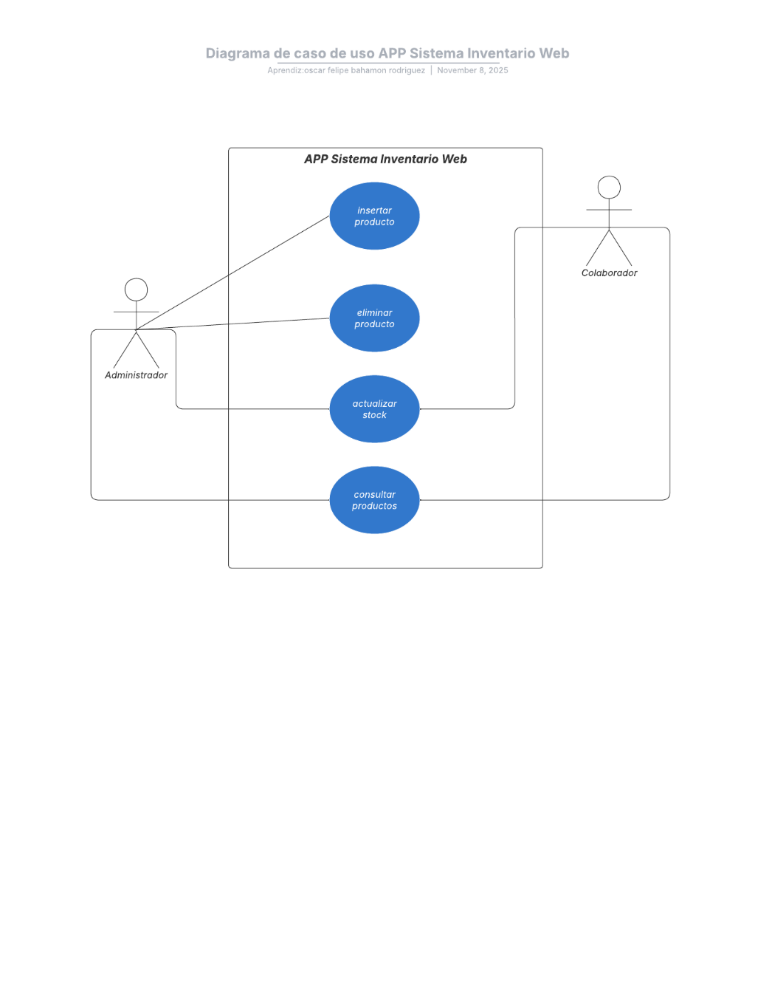 Diagrama de caso de uso APP Sistema Inventario Web
Aprendiz:oscar felipe bahamon rodriguez | November 8, 2025
APP Sistema Inventario Web
insertar
producto
Colaborador
eliminar
producto
Administrador
actualizar
stock
consultar
productos